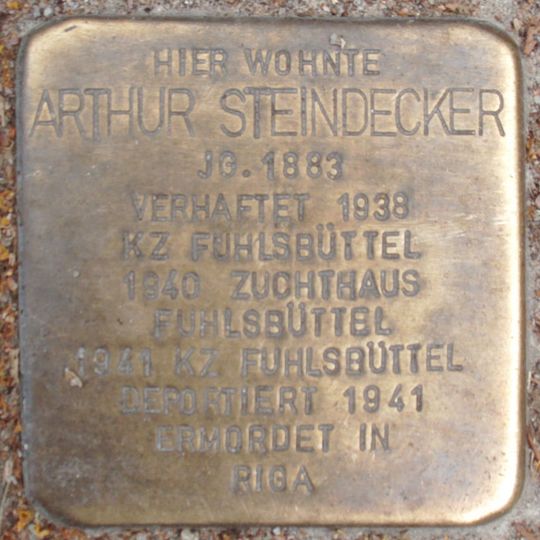 HIER WOHNTE
ARTHUR STEINDECKER
JG. 1883
VERHAFTET 1938
KZ FUHLSBÜTTEL
1940 ZUCHTHAUS
FUHLSBÜTTEL
1941 KZ FUHLSBÜTTEL
DEPORTIERT 1941
ERMORDET IN
RIGA